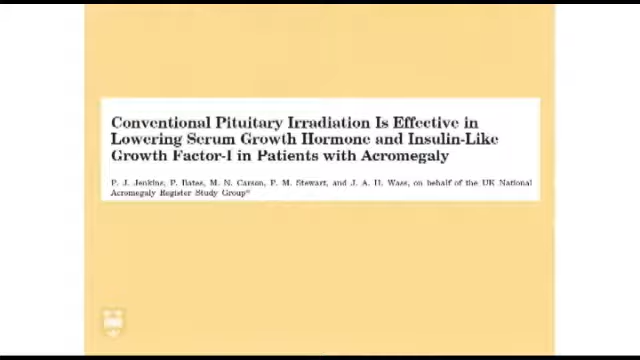 Conventional Pituitary Irradiation Is Effective in
Lowering Serum Growth Hormone and Insulin-Like
Growth Factor-I in Patients with Acromegaly
P. J. Jenkins, P. Bates, M. N. Carson, P. M. Stewart, and J. A. H. Wass, on behalf of the UK National
Acromegaly Register Study Group*